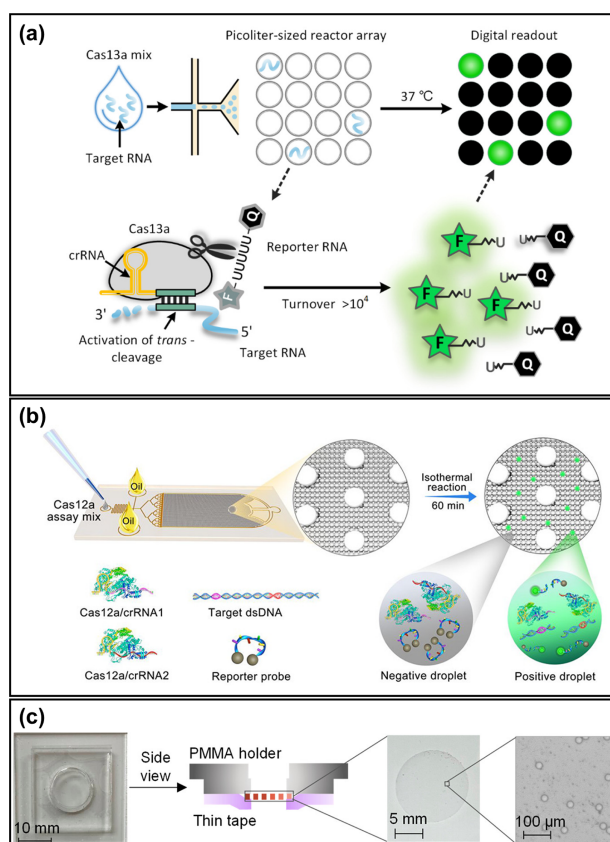 (a)
Cas13a mix
Target RNA
Picoliter-sized reactor array
37 ℃
Digital readout
Cas13a
crRNA
Q
Reporter RNA
F
3'
5'
Activation of trans -
cleavage
Target RNA
Turnover >10⁴
F
U
U
Q
F
U
U
Q
F
U
U
Q
F
U
U
Q
(b)
Cas12a
assay mix
Oil
Oil
Isothermal
reaction
60 min
Cas12a/crRNA1
Target dsDNA
Cas12a/crRNA2
Reporter probe
Negative droplet
Positive droplet
(c)
10 mm
Side
view
PMMA holder
Thin tape
5 mm
100 μm